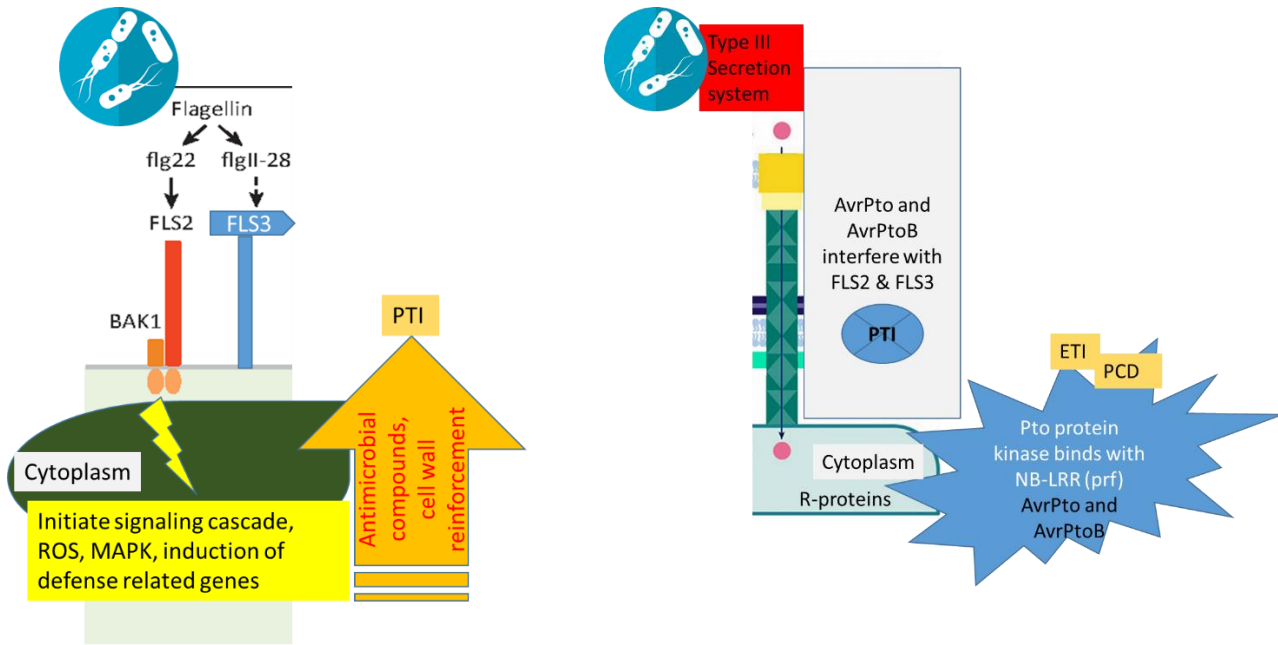 Flagellin
flg22
flgII-28
FLS2
FLS3
BAK1
Cytoplasm
Initiate signaling cascade,
ROS, MAPK, induction of
defense related genes
PTI
Antimicrobial
compounds,
cell wall
reinforcement
Type III
Secretion
system
AvrPto and
AvrPtoB
interfere with
FLS2 & FLS3
PTI
Cytoplasm
R-proteins
ETI
PCD
Pto protein
kinase binds with
NB-LRR (prf)
AvrPto and
AvrPtoB